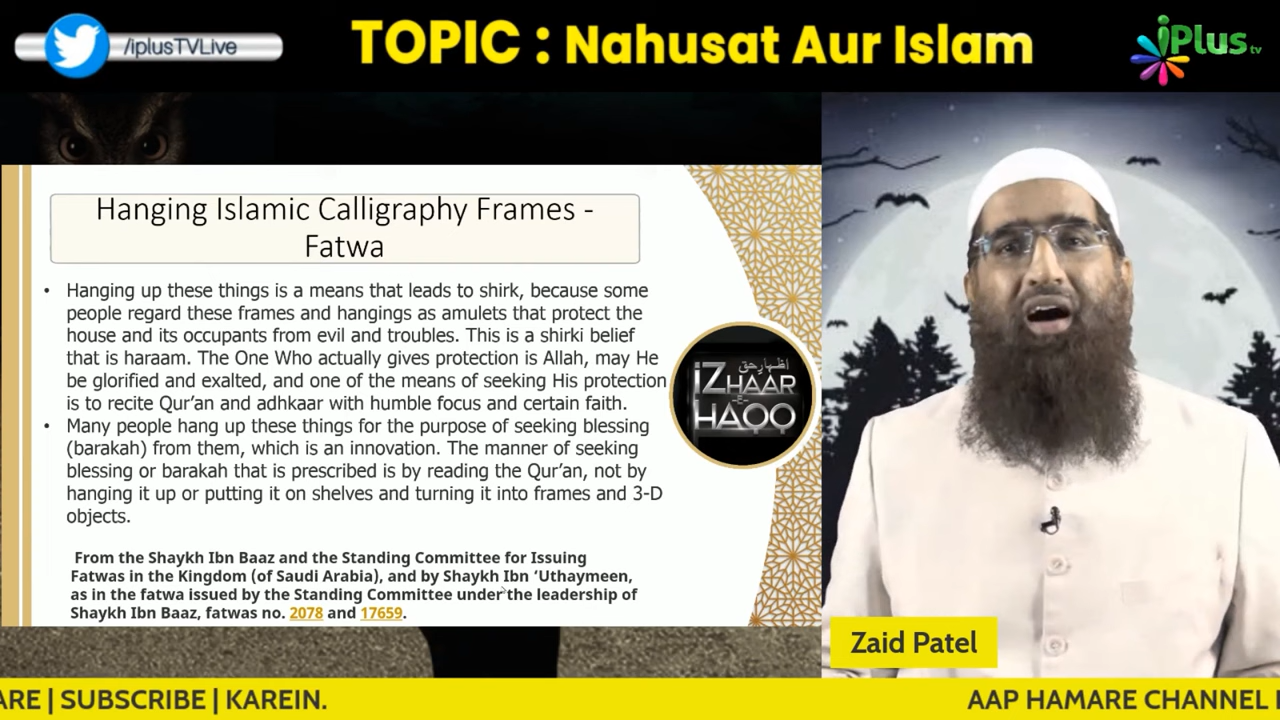 /iplusTVLive
TOPIC : Nahusat Aur Islam
iPlus tv
Hanging Islamic Calligraphy Frames -
Fatwa
• Hanging up these things is a means that leads to shirk, because some
people regard these frames and hangings as amulets that protect the
house and its occupants from evil and troubles. This is a shirki belief
that is haraam. The One Who actually gives protection is Allah, may He
be glorified and exalted, and one of the means of seeking His protection
is to recite Qur’an and adhkaar with humble focus and certain faith.
• Many people hang up these things for the purpose of seeking blessing
(barakah) from them, which is an innovation. The manner of seeking
blessing or barakah that is prescribed is by reading the Qur’an, not by
hanging it up or putting it on shelves and turning it into frames and 3-D
objects.
From the Shaykh Ibn Baaz and the Standing Committee for Issuing
Fatwas in the Kingdom (of Saudi Arabia), and by Shaykh Ibn ‘Uthaymeen,
as in the fatwa issued by the Standing Committee under the leadership of
Shaykh Ibn Baaz, fatwas no. 2078 and 17659.
اظہارِ حق
iZHAAR
-E-
HAQQ
Zaid Patel
ARE | SUBSCRIBE | KAREIN.
AAP HAMARE CHANNEL